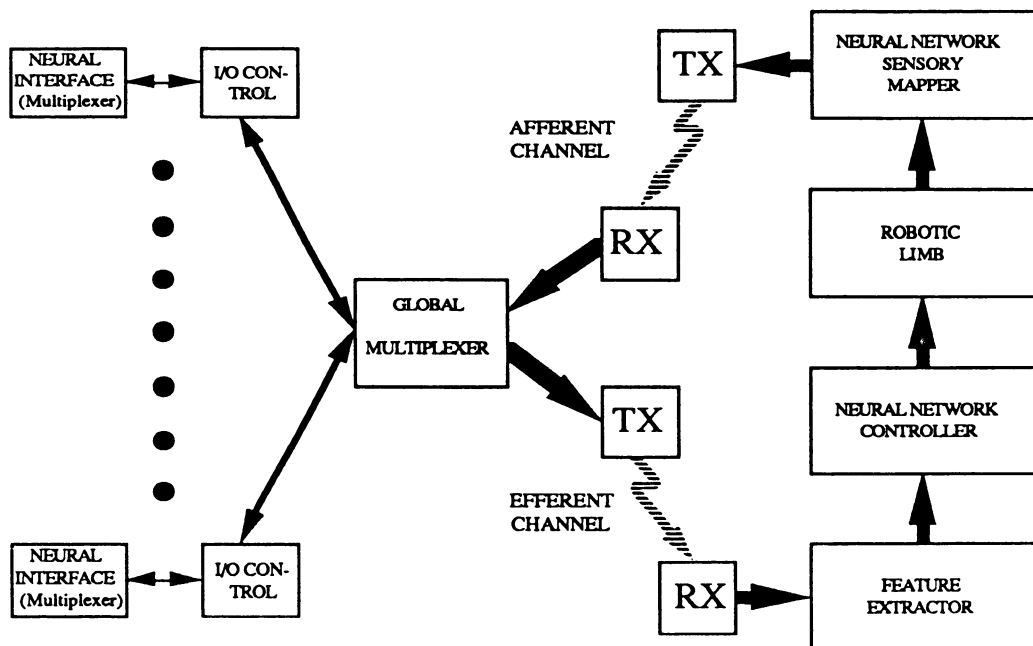 NEURAL
INTERFACE
(Multiplexer)
I/O CON-
TROL
TX
NEURAL NETWORK
SENSORY
MAPPER
AFFERENT
CHANNEL
RX
ROBOTIC
LIMB
GLOBAL
MULTIPLEXER
TX
NEURAL NETWORK
CONTROLLER
EFFERENT
CHANNEL
NEURAL
INTERFACE
(Multiplexer)
I/O CON-
TROL
RX
FEATURE
EXTRACTOR